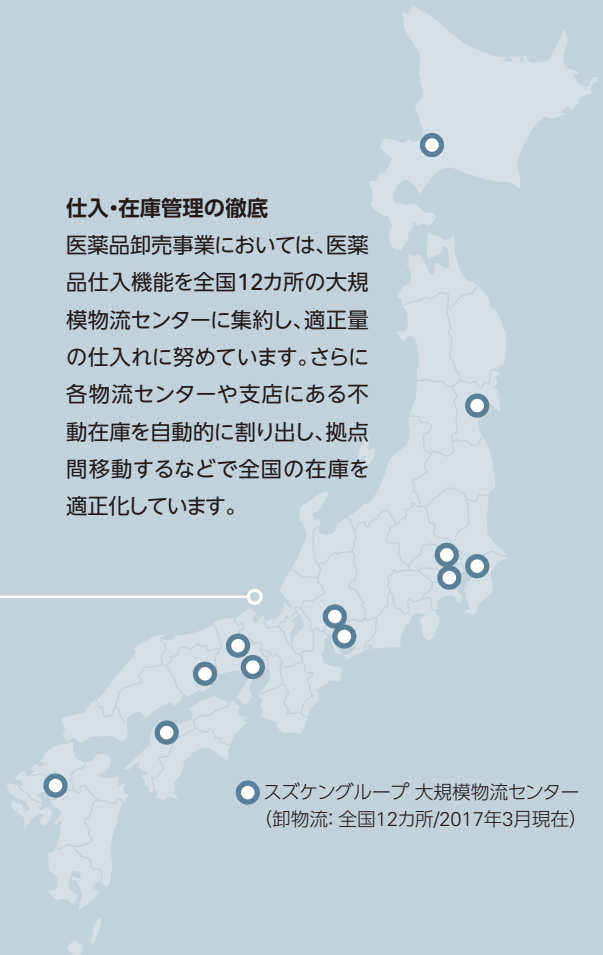 仕入・在庫管理の徹底
医薬品卸売事業においては、医薬
品仕入機能を全国12カ所の大規
模物流センターに集約し、適正量
の仕入れに努めています。さらに
各物流センターや支店にある不
動在庫を自動的に割り出し、拠点
間移動するなどで全国の在庫を
適正化しています。
スズケングループ 大規模物流センター
（卸物流: 全国12カ所/2017年3月現在）